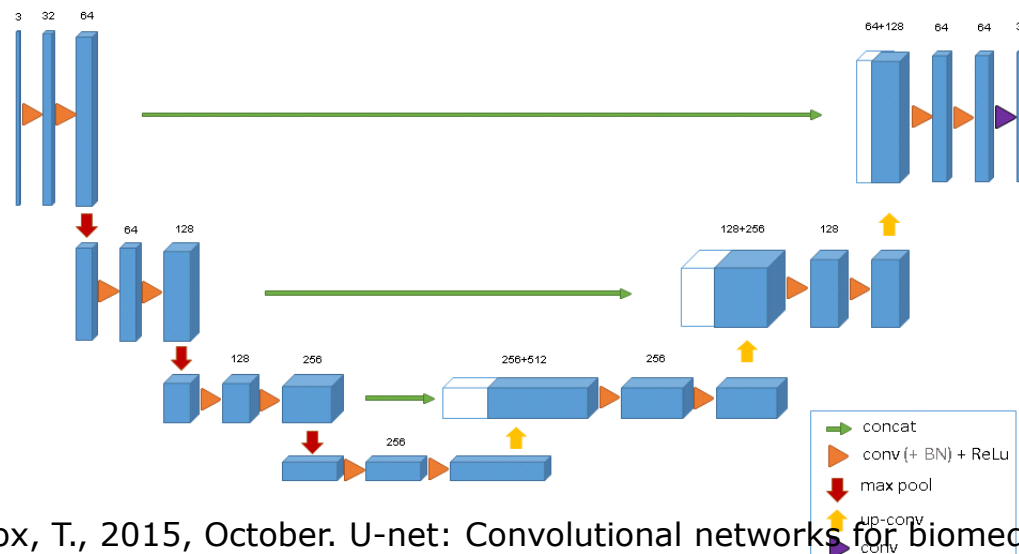 3 32 64
64+128 64 64 3
64 128
128+256 128
128 256
256+512 256
256
concat
conv (+ BN) + ReLu
max pool
up-conv
conv
ox, T., 2015, October. U-net: Convolutional networks for biomed